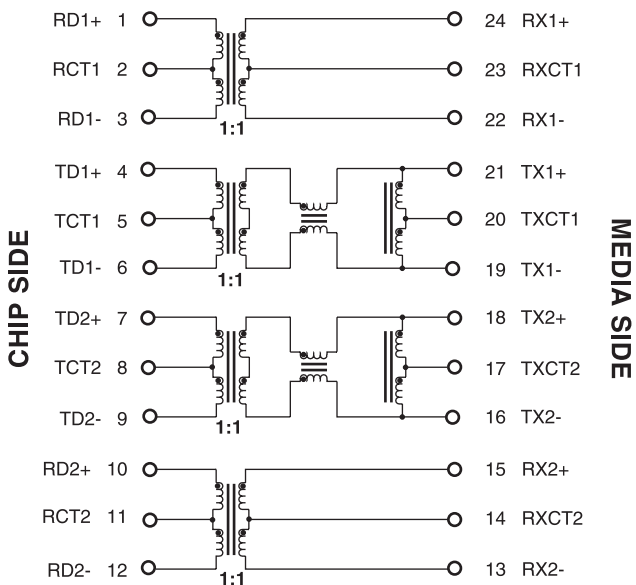 RD1+ 1 24 RX1+
RCT1 2 23 RXCT1
RD1- 3 22 RX1-
1:1
TD1+ 4 21 TX1+
TCT1 5 20 TXCT1
TD1- 6 19 TX1-
1:1
CHIP SIDE
MEDIA SIDE
TD2+ 7 18 TX2+
TCT2 8 17 TXCT2
TD2- 9 16 TX2-
1:1
RD2+ 10 15 RX2+
RCT2 11 14 RXCT2
RD2- 12 13 RX2-
1:1